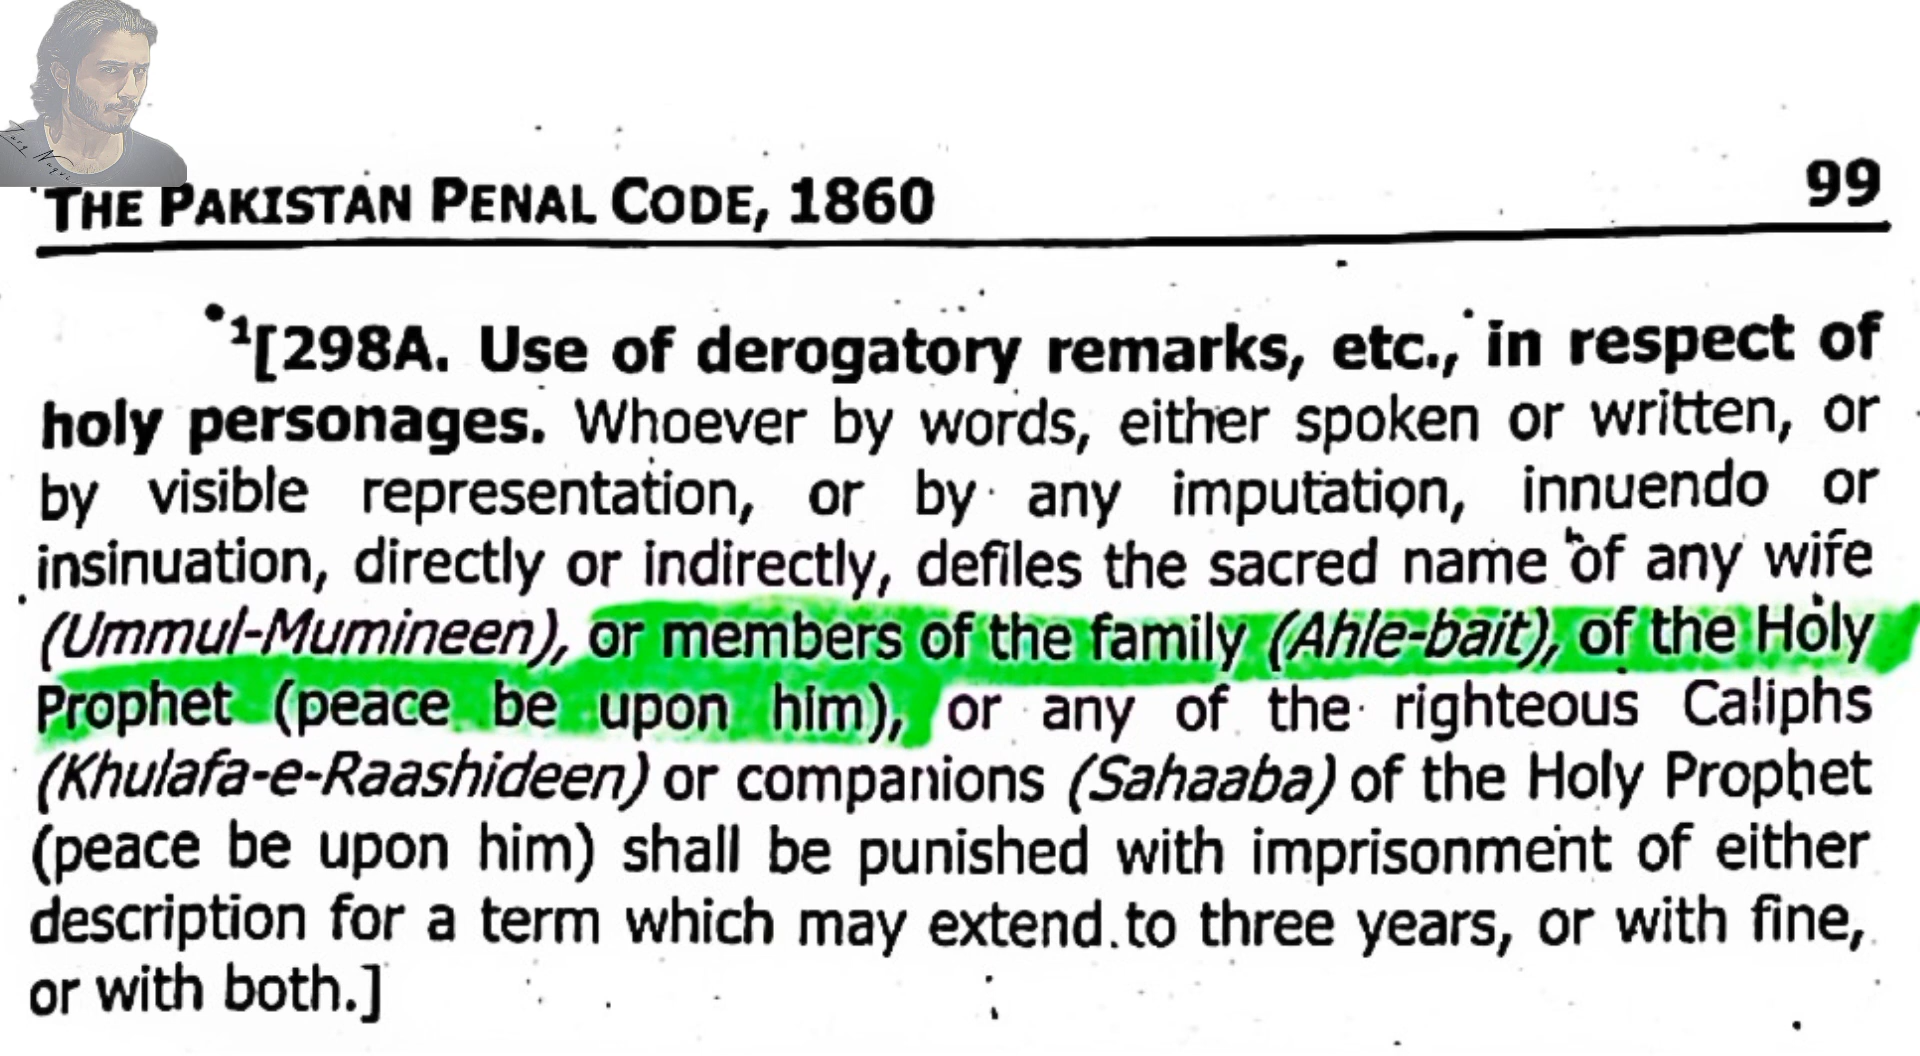 Zarq Naqvi
THE PAKISTAN PENAL CODE, 1860 99
¹[298A. Use of derogatory remarks, etc., in respect of
holy personages. Whoever by words, either spoken or written, or
by visible representation, or by any imputation, innuendo or
insinuation, directly or indirectly, defiles the sacred name of any wife
(Ummul-Mumineen), or members of the family (Ahle-bait), of the Holy
Prophet (peace be upon him), or any of the righteous Caliphs
(Khulafa-e-Raashideen) or companions (Sahaaba) of the Holy Prophet
(peace be upon him) shall be punished with imprisonment of either
description for a term which may extend to three years, or with fine,
or with both.]